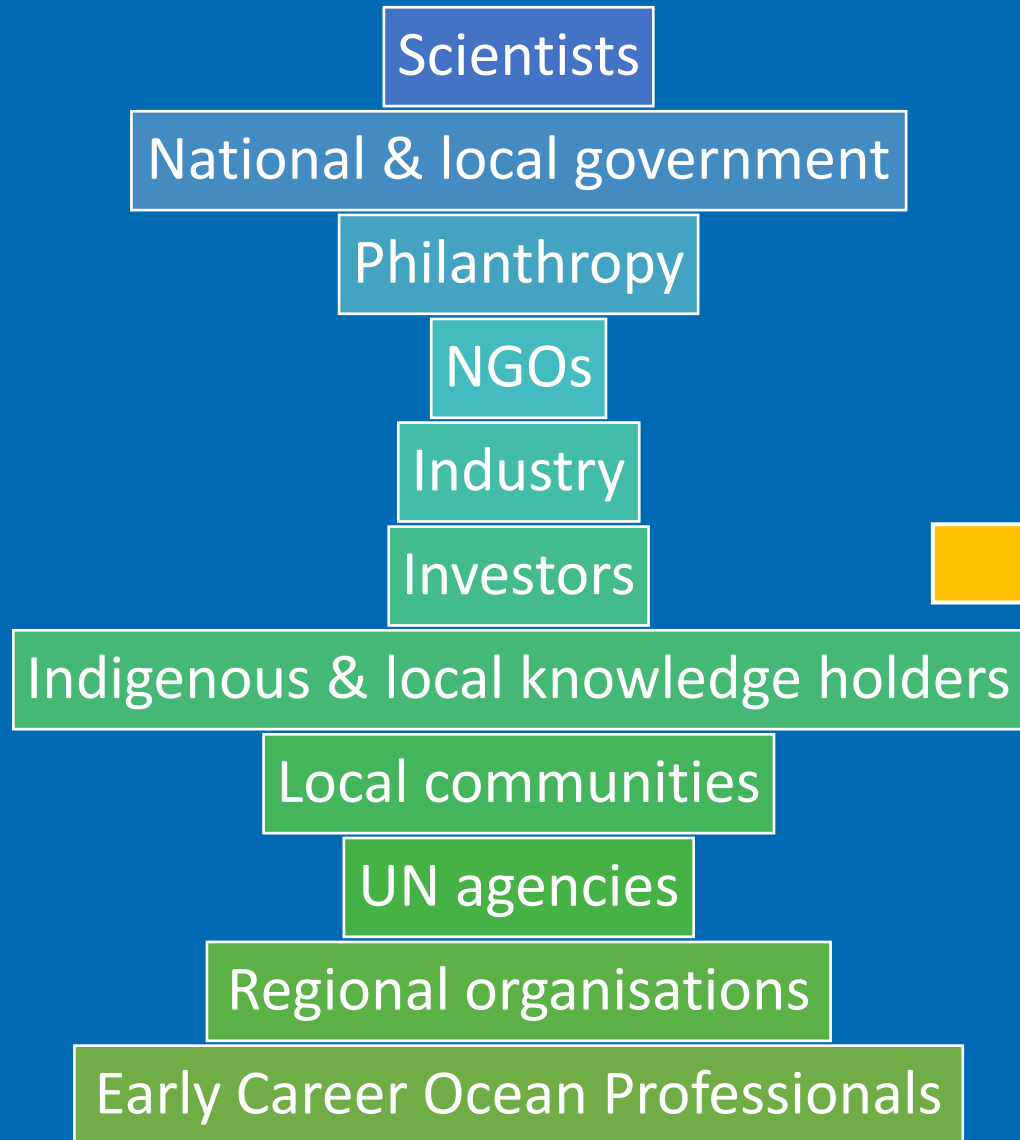 Scientists
National & local government
Philanthropy
NGOs
Industry
Investors
Indigenous & local knowledge holders
Local communities
UN agencies
Regional organisations
Early Career Ocean Professionals